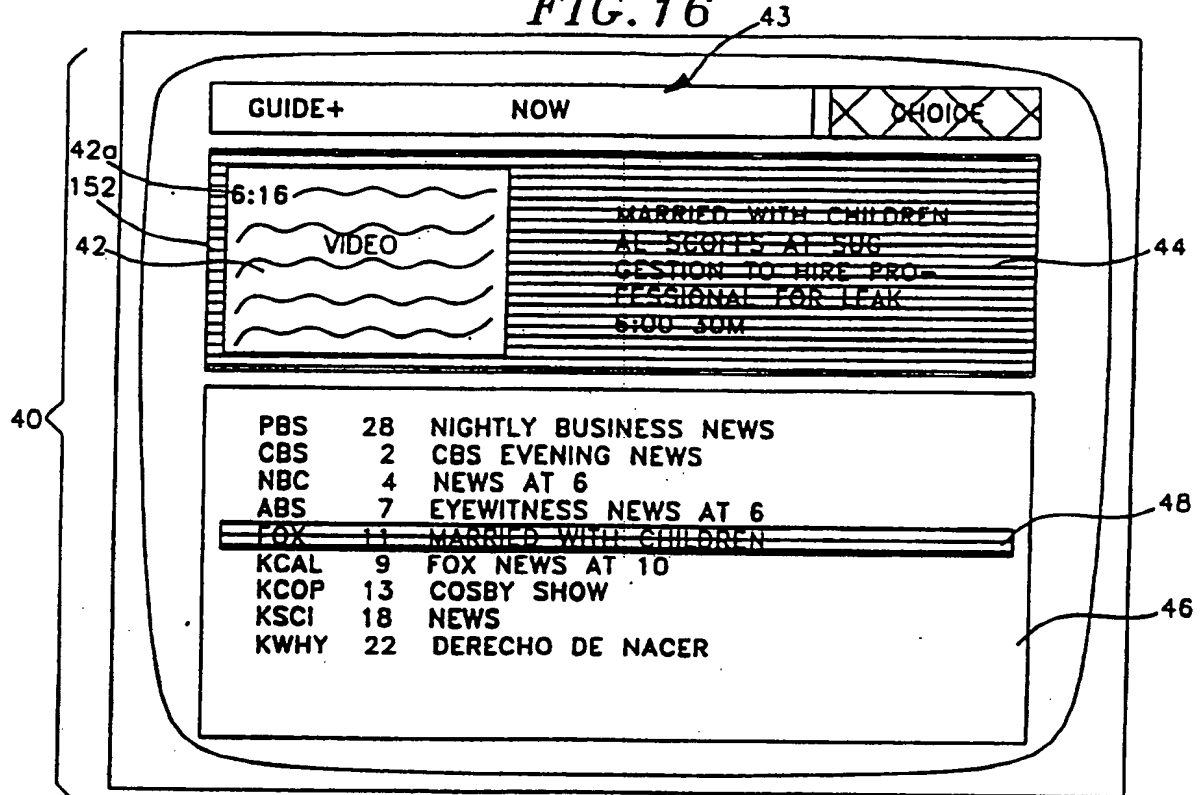 FIG. 16
43
GUIDE+ NOW CHOICE
42a
6:16
152
VIDEO
42
MARRIED WITH CHILDREN
AL SCOFFS AT SUG
GESTION TO HIRE PRO-
FESSIONAL FOR LEAK
6:00 30M
44
40
PBS 28 NIGHTLY BUSINESS NEWS
CBS 2 CBS EVENING NEWS
NBC 4 NEWS AT 6
ABS 7 EYEWITNESS NEWS AT 6
48
FOX 11 MARRIED WITH CHILDREN
KCAL 9 FOX NEWS AT 10
KCOP 13 COSBY SHOW
46
KSCI 18 NEWS
KWHY 22 DERECHO DE NACER